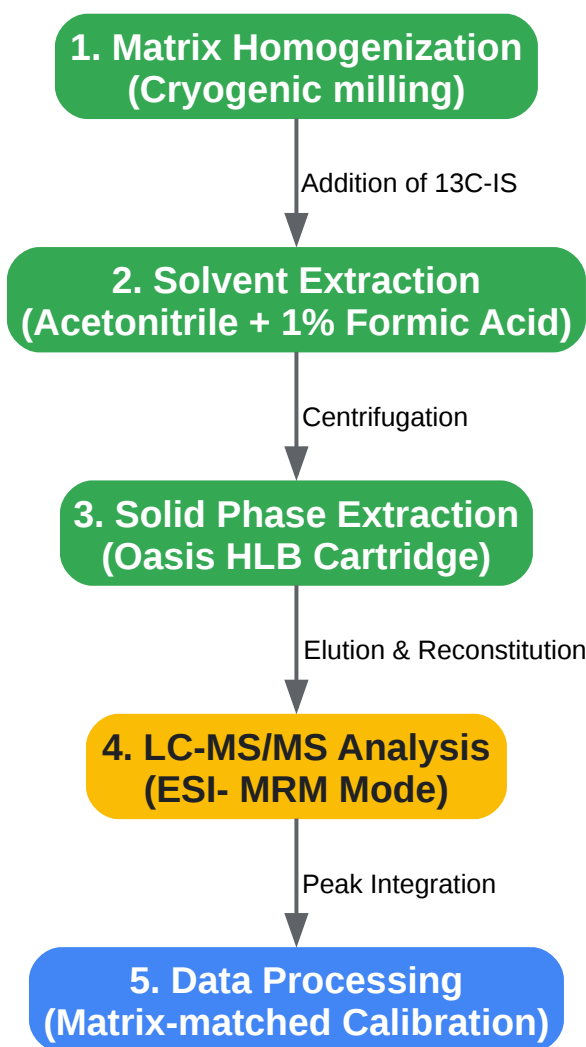 1. Matrix Homogenization
(Cryogenic milling)
Addition of 13C-IS
2. Solvent Extraction
(Acetonitrile + 1% Formic Acid)
Centrifugation
3. Solid Phase Extraction
(Oasis HLB Cartridge)
Elution & Reconstitution
4. LC-MS/MS Analysis
(ESI- MRM Mode)
Peak Integration
5. Data Processing
(Matrix-matched Calibration)